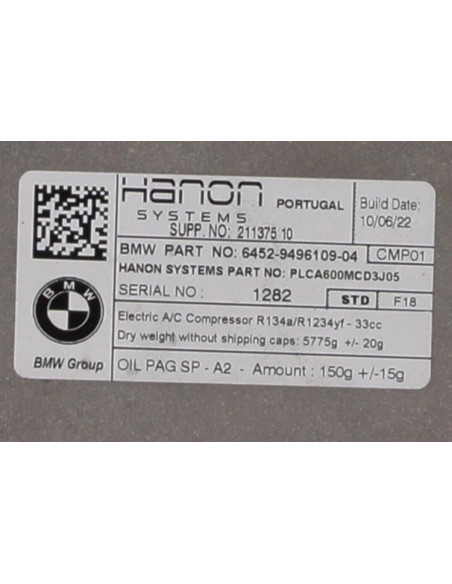 Hanon
SYSTEMS
PORTUGAL
SUPP. NO: 211375 10
Build Date:
10/06/22
BMW PART NO: 6452-9496109-04
CMP01
HANON SYSTEMS PART NO: PLCA600MCD3J05
SERIAL NO : 1282 STD F18
BMW
BMW Group
Electric A/C Compressor R134a/R1234yf - 33cc
Dry weight without shipping caps: 5775g +/- 20g
OIL PAG SP - A2 - Amount : 150g +/-15g